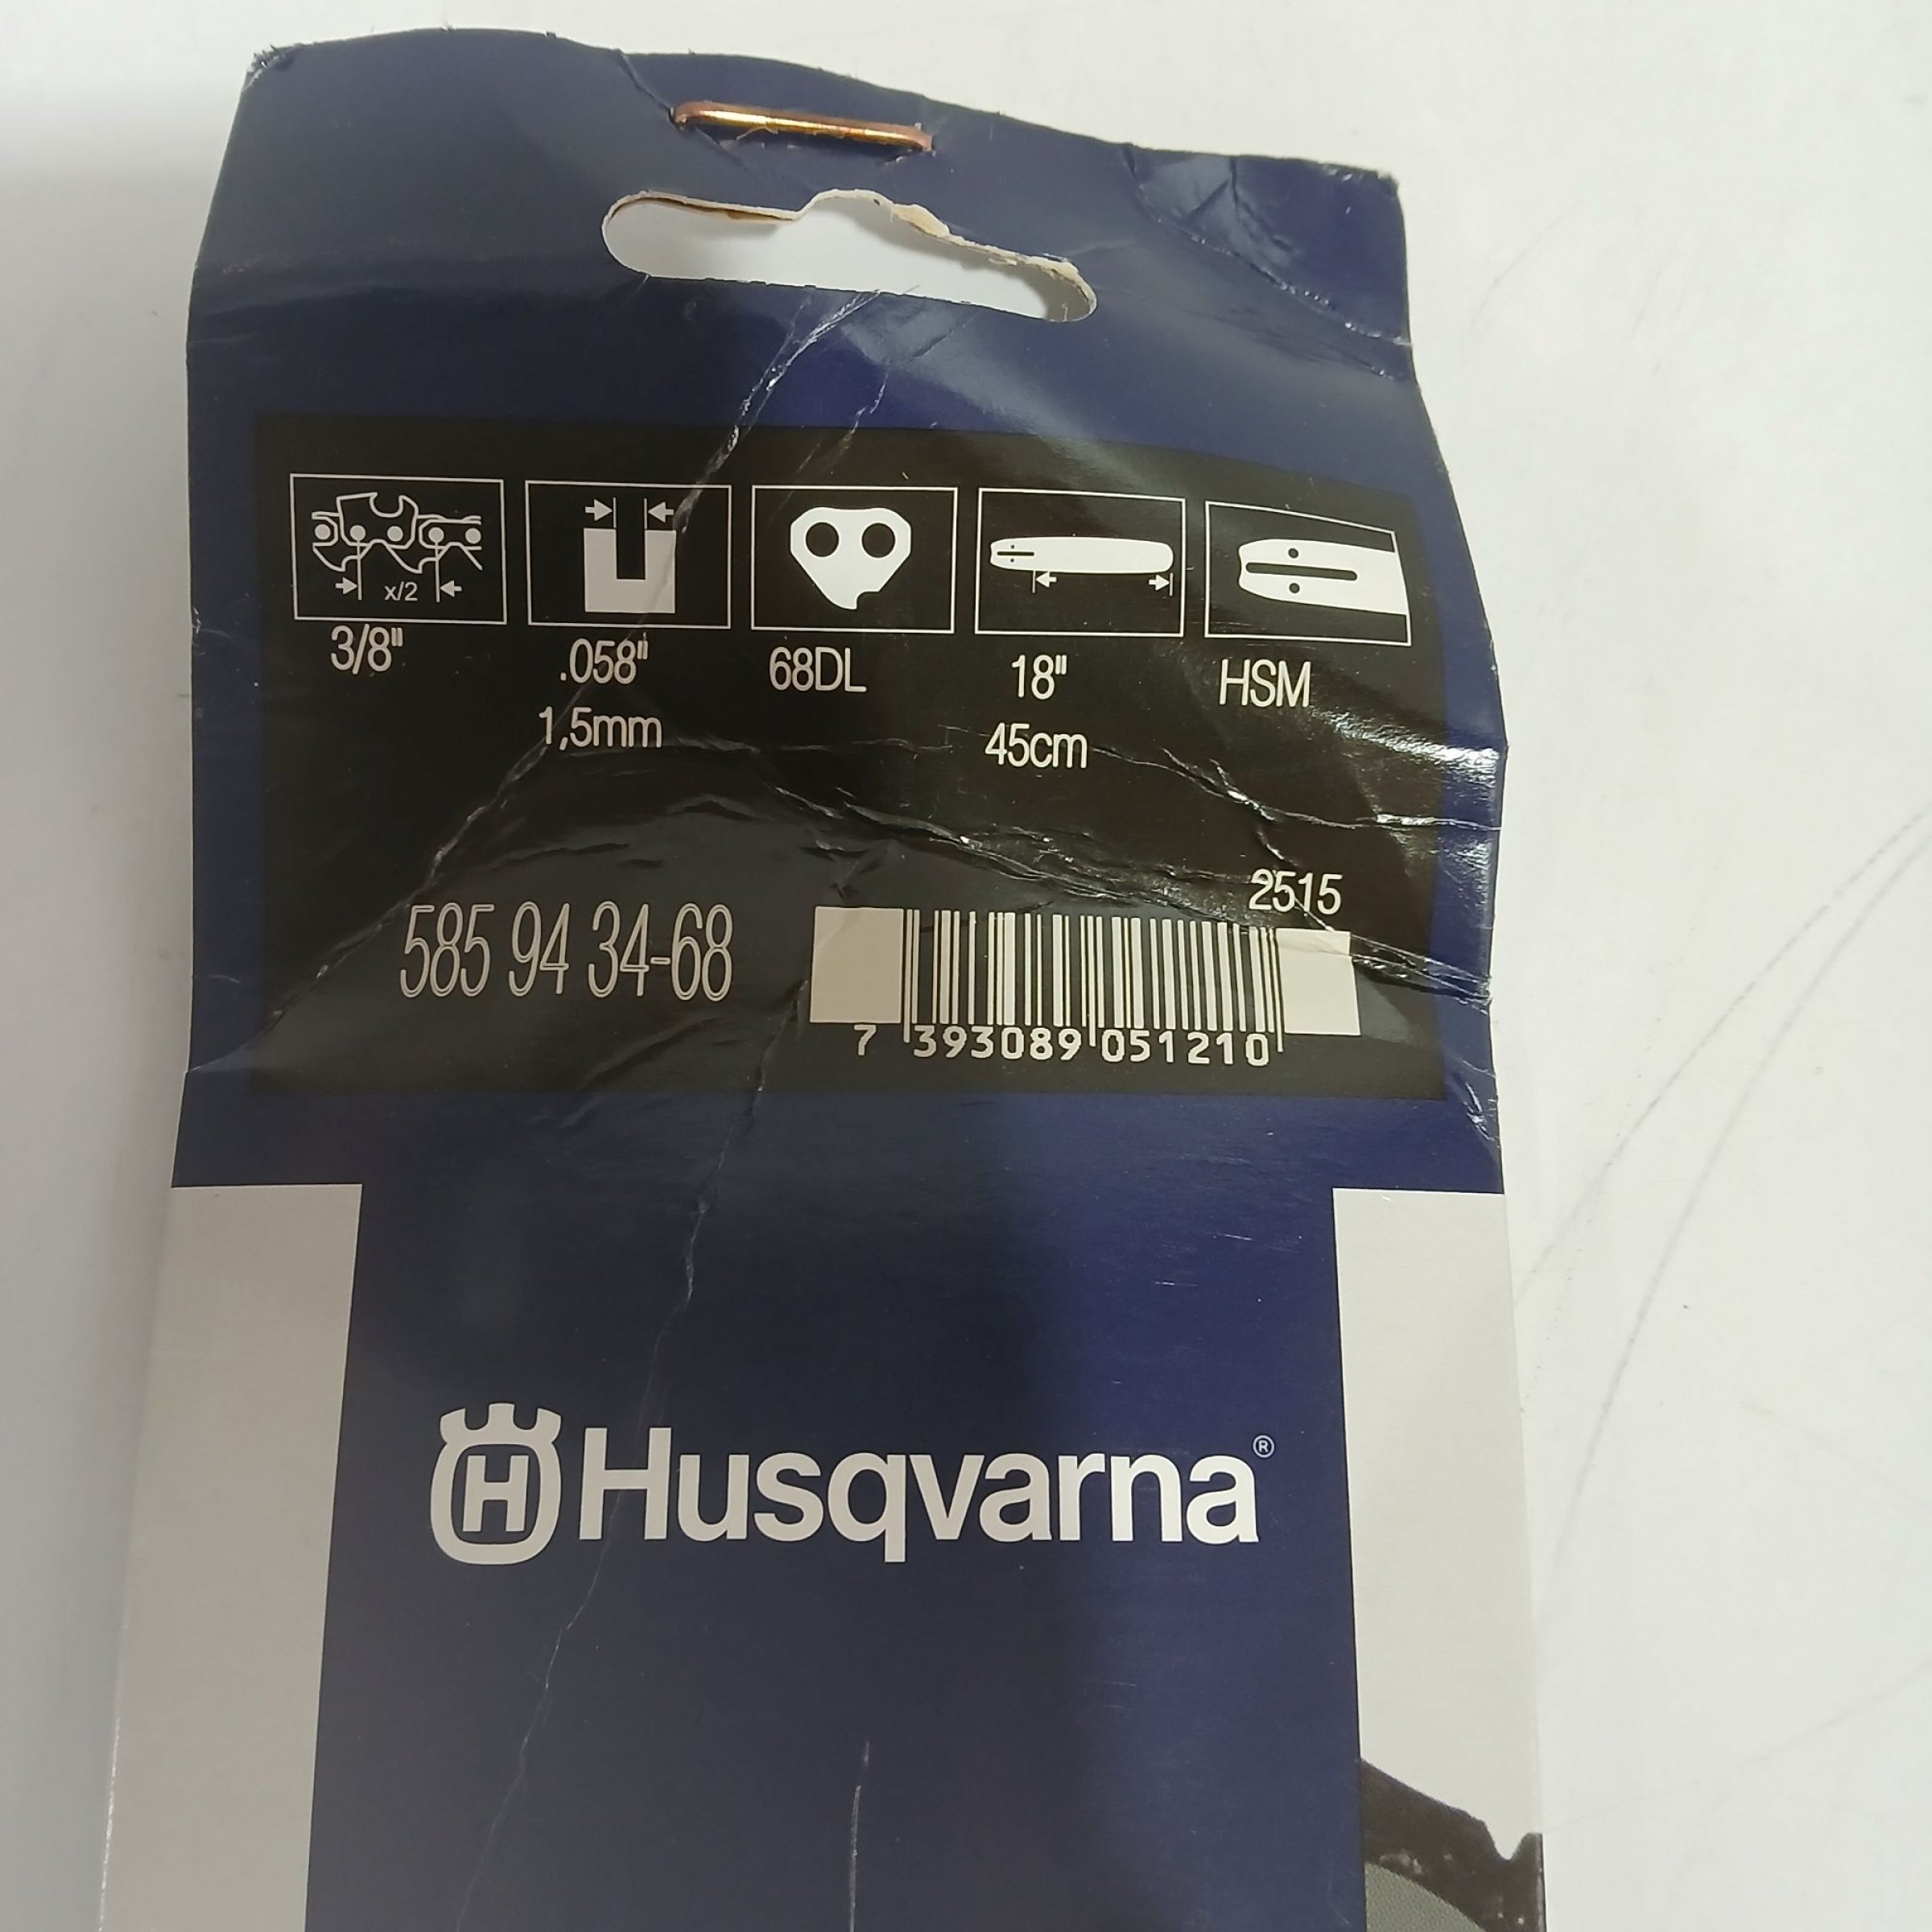 x/2
3/8" .058" 68DL 18" HSM
1,5mm 45cm
2515
585 94 34-68
7 393089 051210
H Husqvarna®